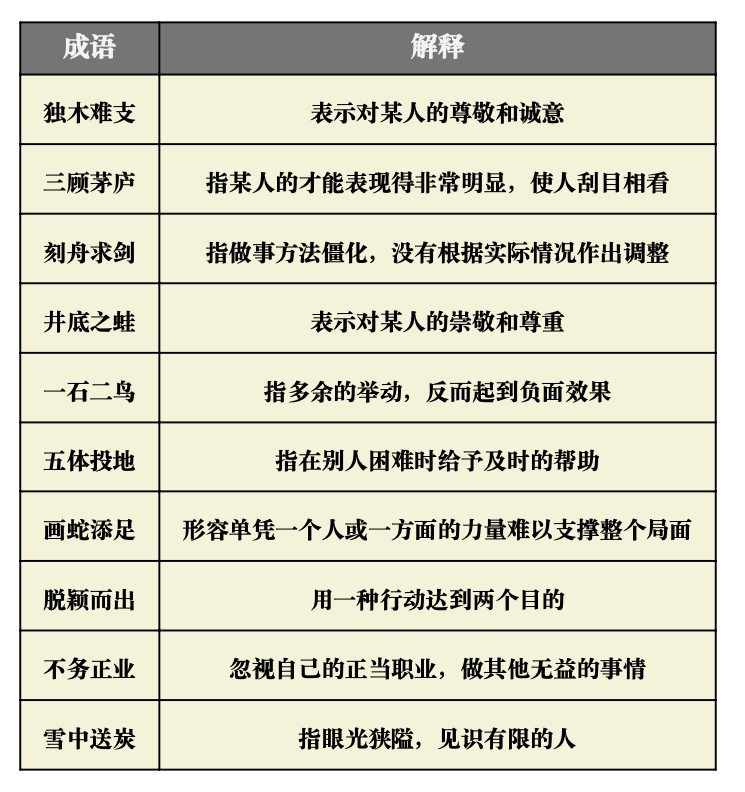 成语 解释
独木难支 表示对某人的尊敬和诚意
三顾茅庐 指某人的才能表现得非常明显，使人刮目相看
刻舟求剑 指做事方法僵化，没有根据实际情况作出调整
井底之蛙 表示对某人的崇敬和尊重
一石二鸟 指多余的举动，反而起到负面效果
五体投地 指在别人困难时给予及时的帮助
画蛇添足 形容单凭一个人或一方面的力量难以支撑整个局面
脱颖而出 用一种行动达到两个目的
不务正业 忽视自己的正当职业，做其他无益的事情
雪中送炭 指眼光狭隘，见识有限的人